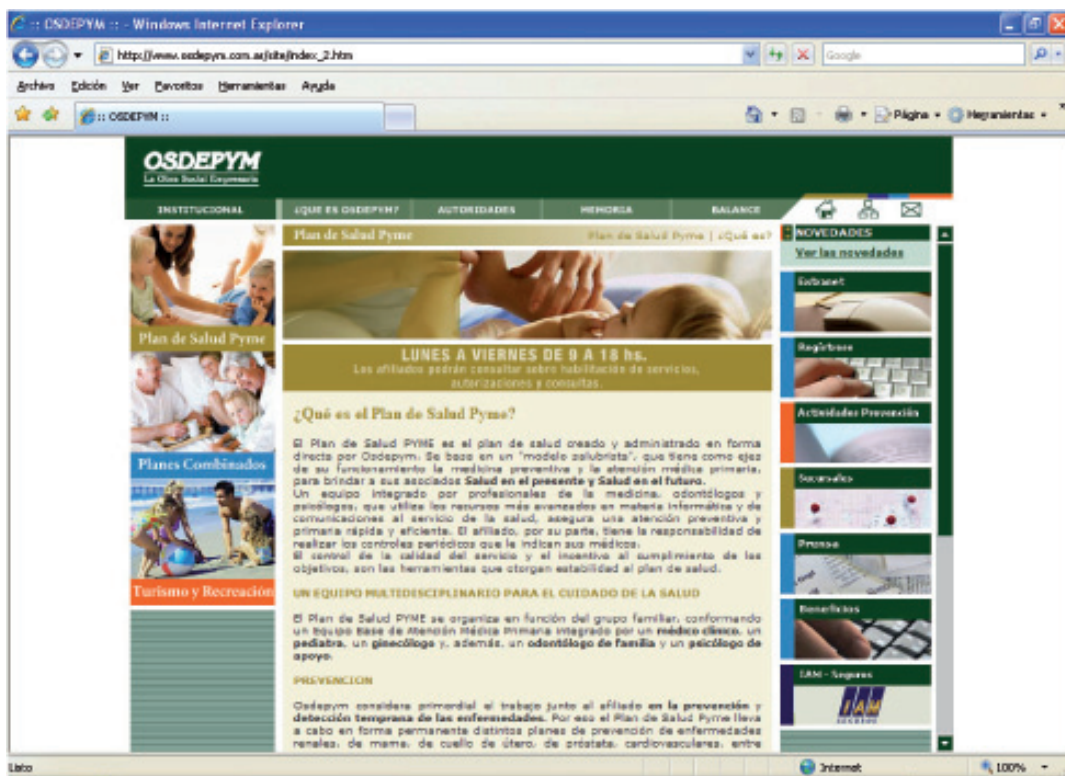 :: OSDEPYM :: - Windows Internet Explorer
http://www.osdepym.com.ar/site/index_2.htm
Google
Archivo Edición Ver Favoritos Herramientas Ayuda
:: OSDEPYM ::
Página
Herramientas
OSDEPYM
La Obra Social Empresaria
INSTITUCIONAL
¿QUE ES OSDEPYM?
AUTORIDADES
MEMORIA
BALANCE
Plan de Salud Pyme
Plan de Salud Pyme | ¿Qué es?
Plan de Salud Pyme
Planes Combinados
Turismo y Recreación
LUNES A VIERNES DE 9 A 18 hs.
Los afiliados podrán consultar sobre habilitación de servicios,
autorizaciones y consultas.
¿Qué es el Plan de Salud Pyme?
El Plan de Salud PYME es el plan de salud creado y administrado en forma
directa por Osdepym. Se basa en un "modelo salubrista", que tiene como ejes
de su funcionamiento la medicina preventiva y la atención médica primaria,
para brindar a sus asociados Salud en el presente y Salud en el futuro.
Un equipo integrado por profesionales de la medicina, odontólogos y
psicólogos, que utiliza los recursos más avanzados en materia informática y de
comunicaciones al servicio de la salud, asegura una atención preventiva y
primaria rápida y eficiente. El afiliado, por su parte, tiene la responsabilidad de
realizar los controles periódicos que le indican sus médicos.
El control de la calidad del servicio y el incentivo al cumplimiento de los
objetivos, son las herramientas que otorgan estabilidad al plan de salud.
UN EQUIPO MULTIDISCIPLINARIO PARA EL CUIDADO DE LA SALUD
El Plan de Salud PYME se organiza en función del grupo familiar, conformando
un Equipo Base de Atención Médica Primaria integrado por un médico clínico, un
pediatra, un ginecólogo y, además, un odontólogo de familia y un psicólogo de
apoyo.
PREVENCION
Osdepym considera primordial el trabajo junto al afiliado en la prevención y
detección temprana de las enfermedades. Por eso el Plan de Salud Pyme lleva
a cabo en forma permanente distintos planes de prevención de enfermedades
renales, de mama, de cuello de útero, de próstata, cardiovasculares, entre
NOVEDADES
Ver las novedades
Extranet
Regístrese
Actividades Prevención
Sucursales
Prensa
Beneficios
IAM - Seguros
IAM
SEGUROS
Listo
Internet
100%